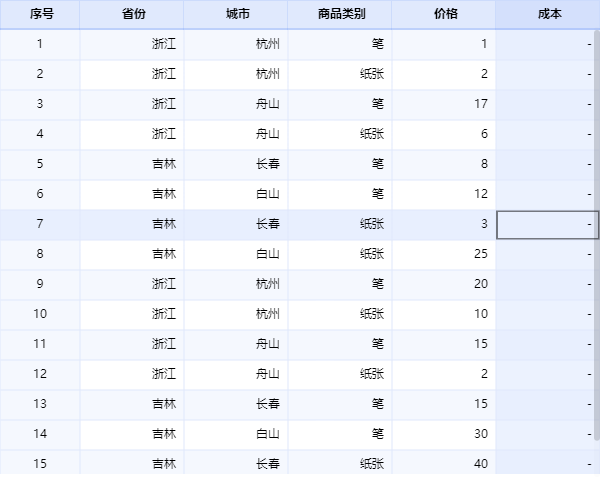 序号 省份 城市 商品类别 价格 成本
1 浙江 杭州 笔 1 -
2 浙江 杭州 纸张 2 -
3 浙江 舟山 笔 17 -
4 浙江 舟山 纸张 6 -
5 吉林 长春 笔 8 -
6 吉林 白山 笔 12 -
7 吉林 长春 纸张 3 -
8 吉林 白山 纸张 25 -
9 浙江 杭州 笔 20 -
10 浙江 杭州 纸张 10 -
11 浙江 舟山 笔 15 -
12 浙江 舟山 纸张 2 -
13 吉林 长春 笔 15 -
14 吉林 白山 笔 30 -
15 吉林 长春 纸张 40 -